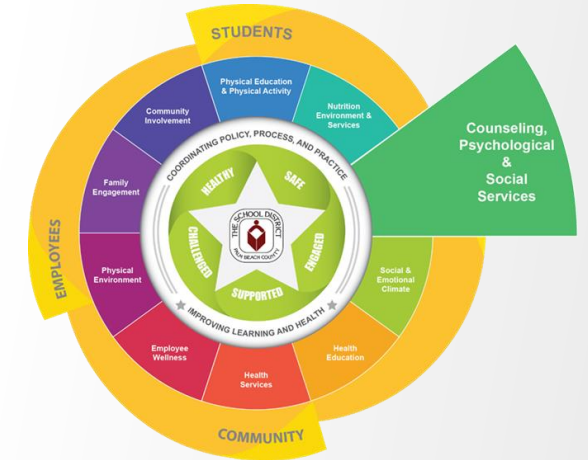 STUDENTS
Physical Education
& Physical Activity
Nutrition
Environment &
Services
Counseling,
Psychological
&
Social
Services
Social &
Emotional
Climate
Health
Education
Health
Services
Employee
Wellness
Physical
Environment
Family
Engagement
Community
Involvement
EMPLOYEES
COMMUNITY
COORDINATING POLICY, PROCESS, AND PRACTICE
IMPROVING LEARNING AND HEALTH
HEALTHY
SAFE
ENGAGED
SUPPORTED
CHALLENGED
THE SCHOOL DISTRICT
PALM BEACH COUNTY